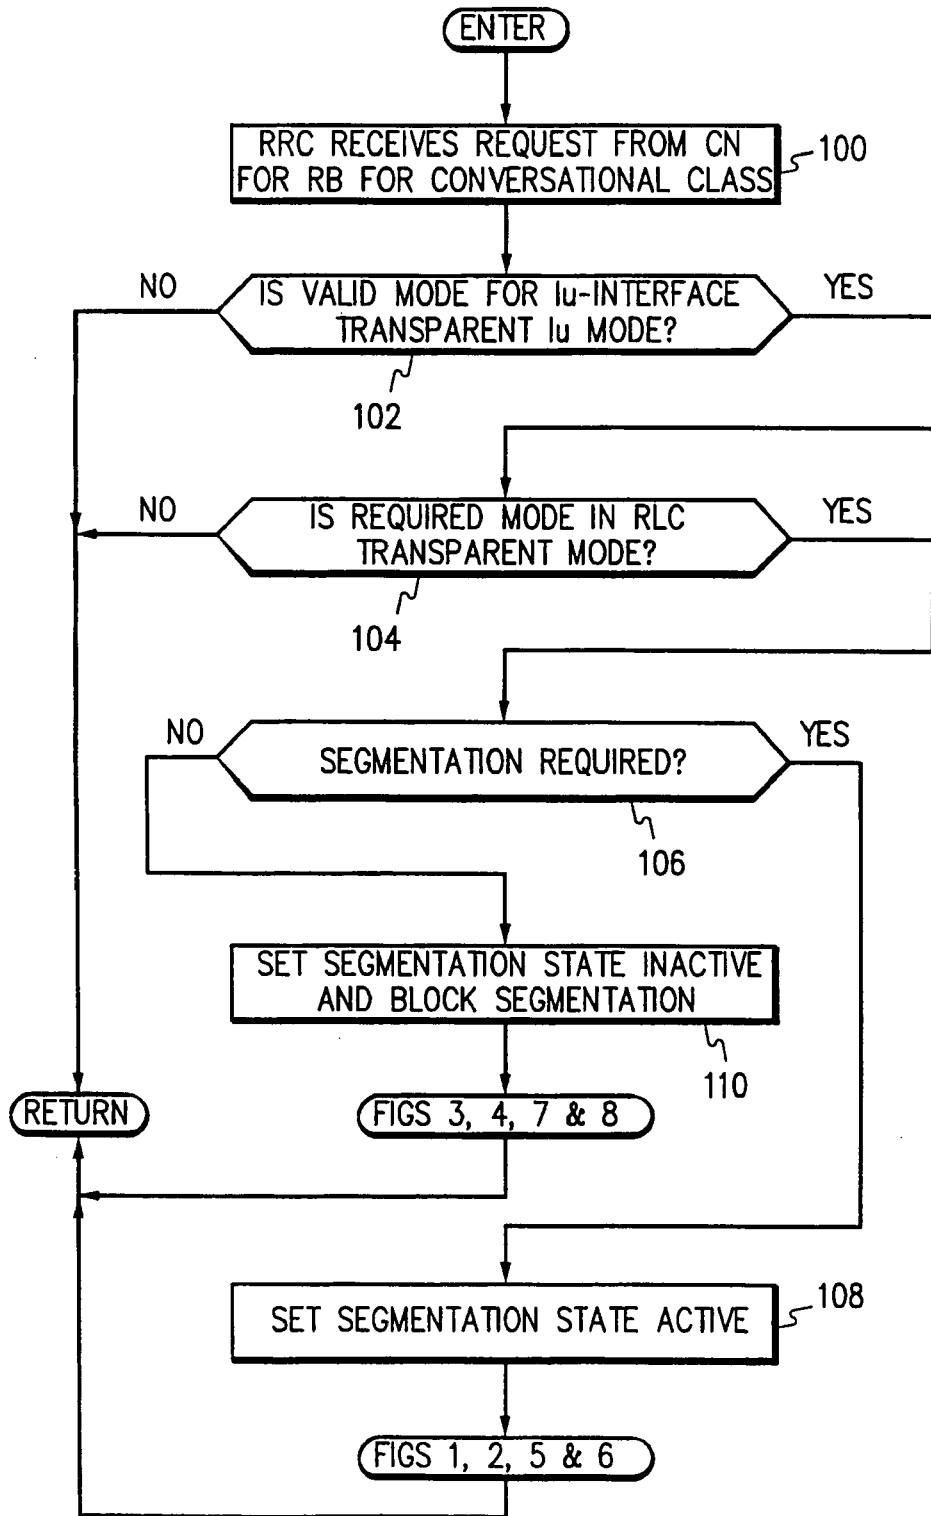 ENTER
RRC RECEIVES REQUEST FROM CN
FOR RB FOR CONVERSATIONAL CLASS
100
NO
IS VALID MODE FOR Iu-INTERFACE
TRANSPARENT Iu MODE?
YES
102
NO
IS REQUIRED MODE IN RLC
TRANSPARENT MODE?
YES
104
NO
SEGMENTATION REQUIRED?
YES
106
SET SEGMENTATION STATE INACTIVE
AND BLOCK SEGMENTATION
110
RETURN
FIGS 3, 4, 7 & 8
SET SEGMENTATION STATE ACTIVE
108
FIGS 1, 2, 5 & 6